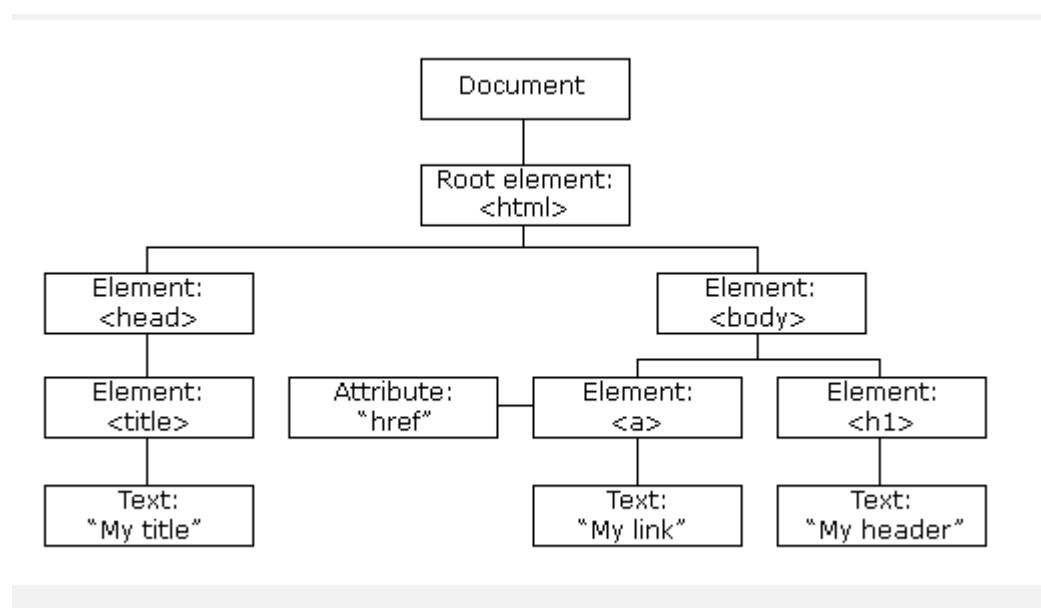 Document
Root element:
<html>
Element:
<head>
Element:
<body>
Element:
<title>
Attribute:
“href”
Element:
<a>
Element:
<h1>
Text:
“My title”
Text:
“My link”
Text:
“My header”